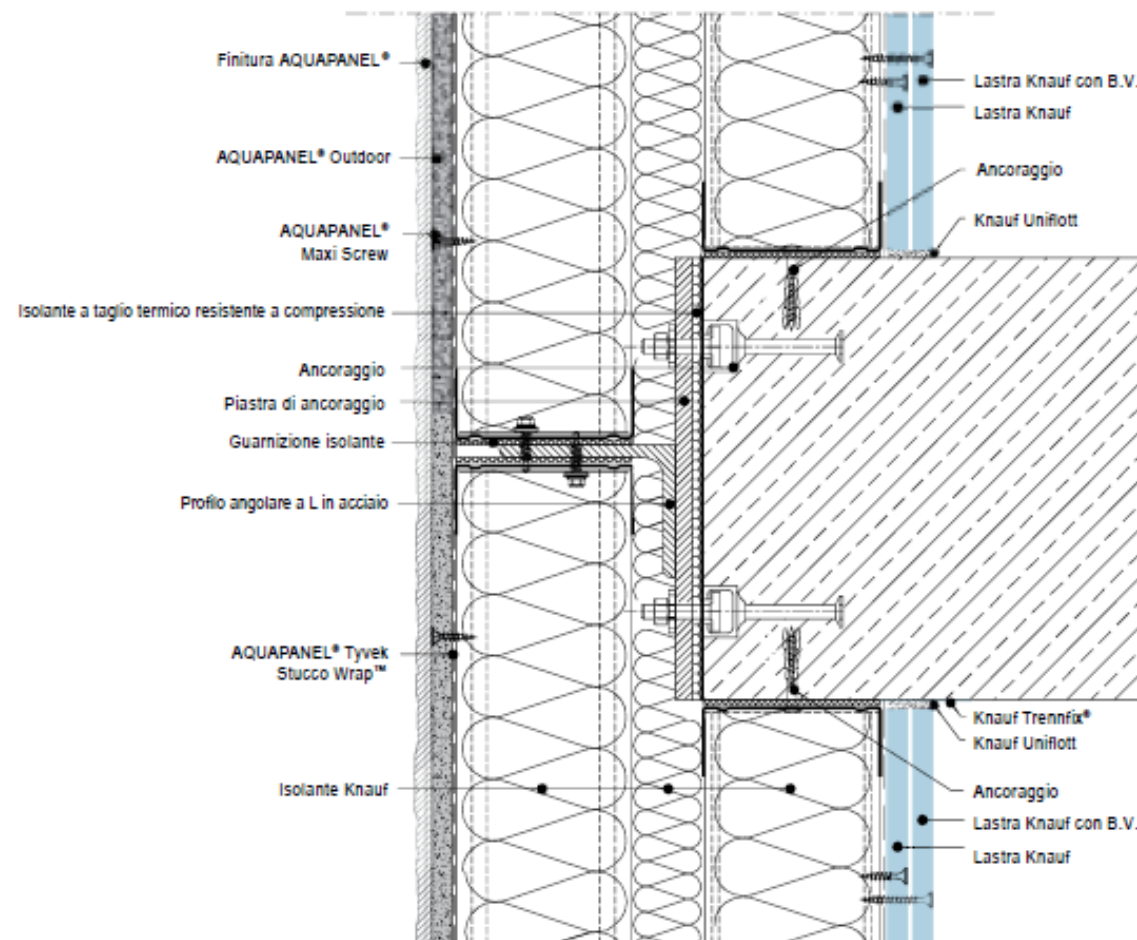 Finitura AQUAPANEL®
AQUAPANEL® Outdoor
AQUAPANEL®
Maxi Screw
Isolante a taglio termico resistente a compressione
Ancoraggio
Piastra di ancoraggio
Guarnizione isolante
Profilo angolare a L in acciaio
AQUAPANEL® Tyvek
Stucco Wrap™
Isolante Knauf
Lastra Knauf con B.V.
Lastra Knauf
Ancoraggio
Knauf Uniflott
Knauf Trennfix®
Knauf Uniflott
Ancoraggio
Lastra Knauf con B.V.
Lastra Knauf